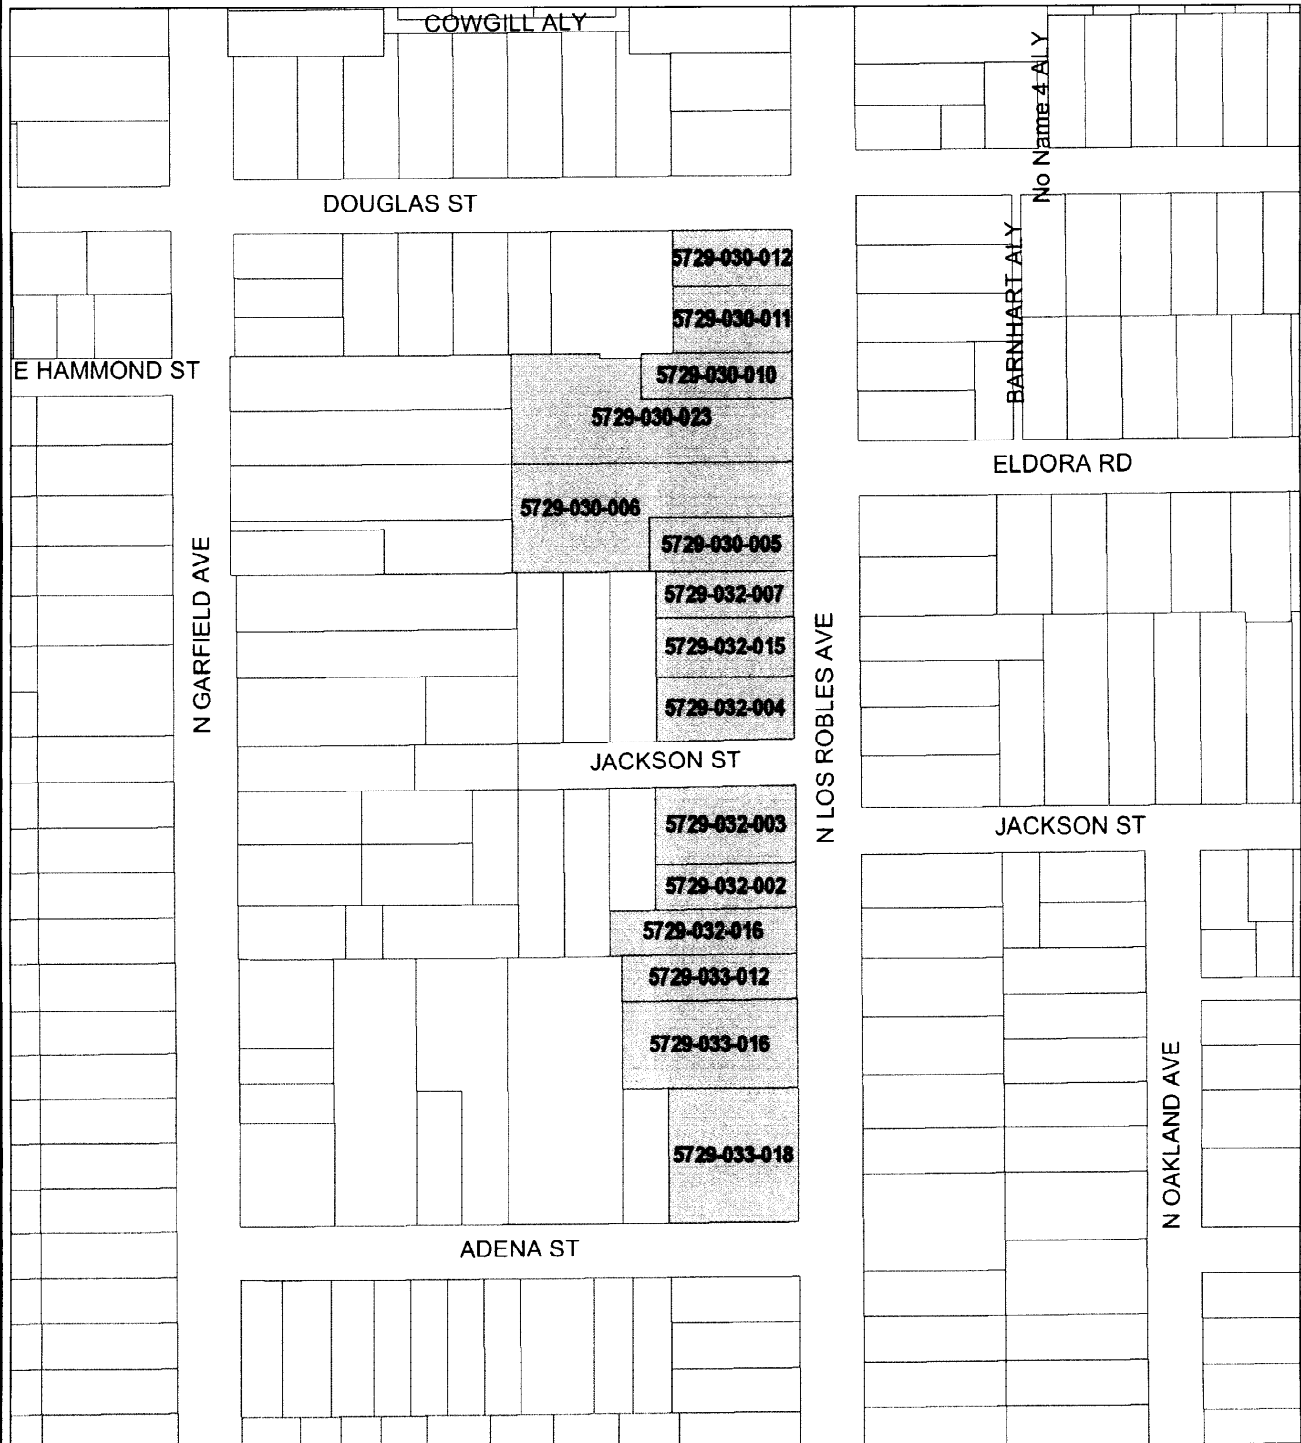 COWGILL ALY
No Name 4 ALY
DOUGLAS ST
BARNHART ALY
5729-030-012
5729-030-011
E HAMMOND ST
5729-030-010
5729-030-023
ELDORA RD
5729-030-006
5729-030-005
N GARFIELD AVE
5729-032-007
5729-032-015
N LOS ROBLES AVE
5729-032-004
JACKSON ST
5729-032-003
JACKSON ST
5729-032-002
5729-032-016
5729-033-012
5729-033-016
N OAKLAND AVE
5729-033-018
ADENA ST